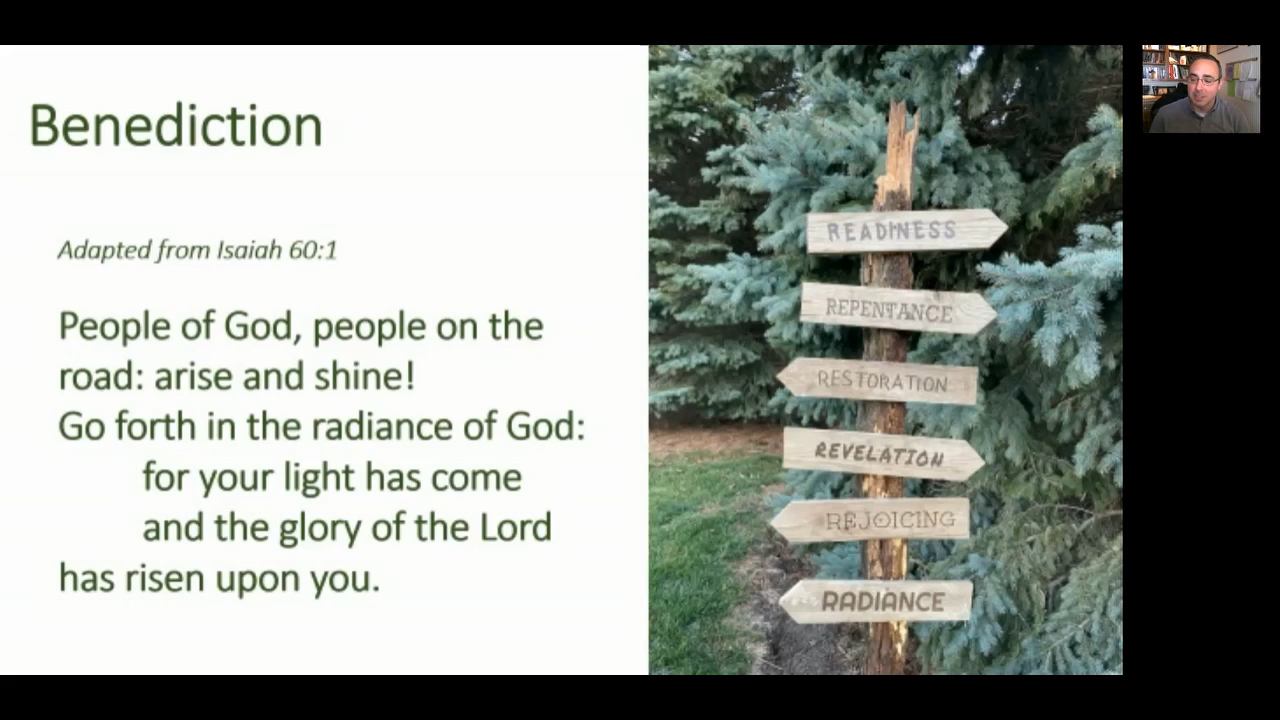 Benediction
Adapted from Isaiah 60:1
People of God, people on the
road: arise and shine!
Go forth in the radiance of God:
for your light has come
and the glory of the Lord
has risen upon you.
READINESS
REPENTANCE
RESTORATION
REVELATION
REJOICING
RADIANCE